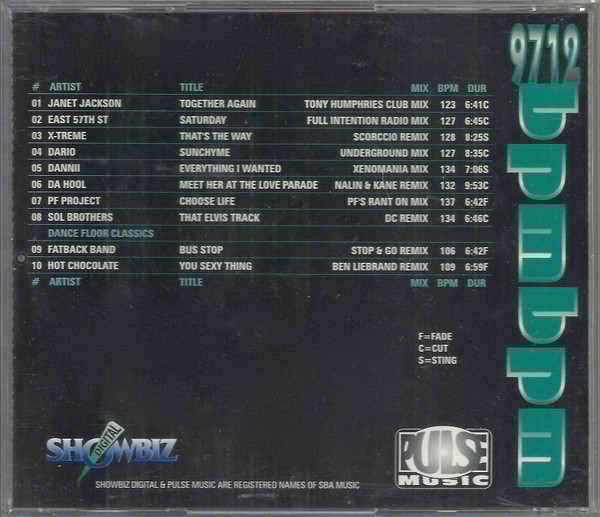 9712
bpmbpm
# ARTIST TITLE MIX BPM DUR
01 JANET JACKSON TOGETHER AGAIN TONY HUMPHRIES CLUB MIX 123 6:41C
02 EAST 57TH ST SATURDAY FULL INTENTION RADIO MIX 127 6:45C
03 X-TREME THAT'S THE WAY SCORCCIO REMIX 128 8:25S
04 DARIO SUNCHYME UNDERGROUND MIX 127 8:35C
05 DANNII EVERYTHING I WANTED XENOMANIA MIX 134 7:06S
06 DA HOOL MEET HER AT THE LOVE PARADE NALIN & KANE REMIX 132 9:53C
07 PF PROJECT CHOOSE LIFE PF'S RANT ON MIX 137 6:42F
08 SOL BROTHERS THAT ELVIS TRACK DC REMIX 134 6:46C
DANCE FLOOR CLASSICS
09 FATBACK BAND BUS STOP STOP & GO REMIX 106 6:42F
10 HOT CHOCOLATE YOU SEXY THING BEN LIEBRAND REMIX 109 6:59F
# ARTIST TITLE MIX BPM DUR
F=FADE
C=CUT
S=STING
SHOWBIZ
DIGITAL
PULSE
MUSIC
SHOWBIZ DIGITAL & PULSE MUSIC ARE REGISTERED NAMES OF SBA MUSIC